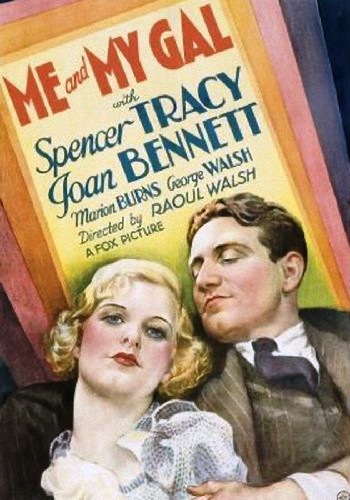 ME and MY GAL
with
Spencer TRACY
Joan BENNETT
Marion BURNS George WALSH
Directed by RAOUL WALSH
A FOX PICTURE